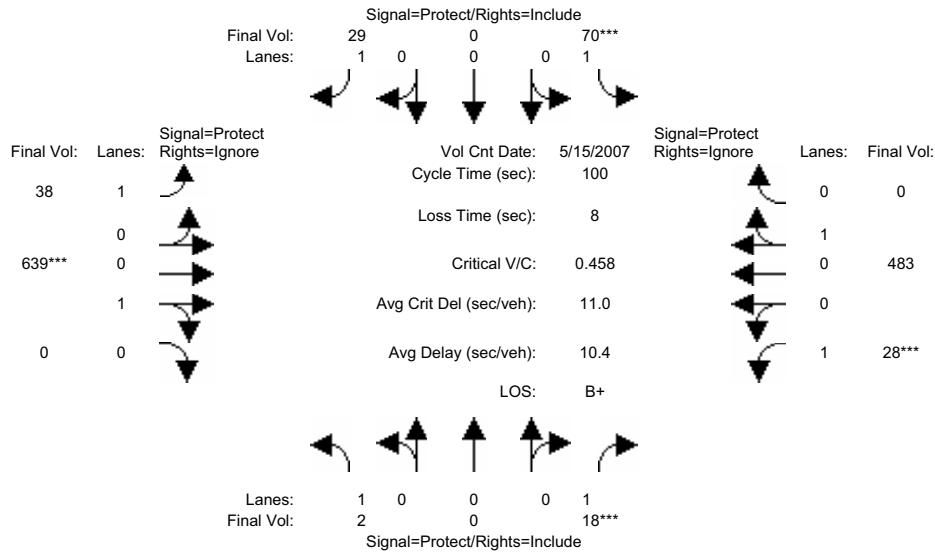 Signal=Protect/Rights=Include
Final Vol: 29 0 70***
Lanes: 1 0 0 0 1
Signal=Protect Signal=Protect
Final Vol: Lanes: Rights=Ignore Vol Cnt Date: 5/15/2007 Rights=Ignore Lanes: Final Vol:
Cycle Time (sec): 100
38 1 0 0
Loss Time (sec): 8
0 1
639*** 0 Critical V/C: 0.458 0 483
1 Avg Crit Del (sec/veh): 11.0 0
0 0 Avg Delay (sec/veh): 10.4 1 28***
LOS: B+
Lanes: 1 0 0 0 1
Final Vol: 2 0 18***
Signal=Protect/Rights=Include